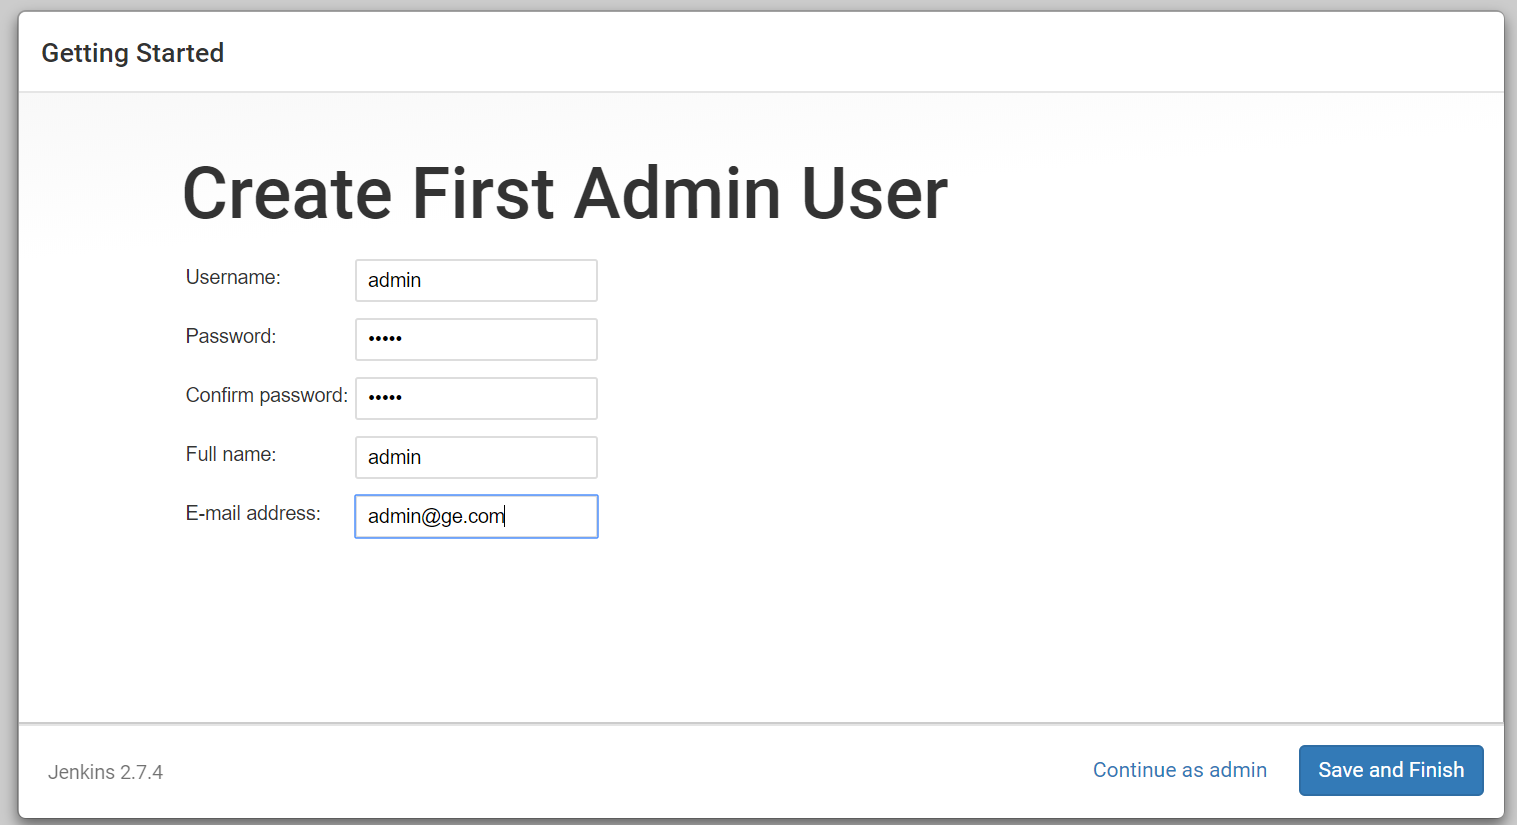 Getting Started
Create First Admin User
Username: admin
Password: •••••
Confirm password: •••••
Full name: admin
E-mail address: admin@ge.com
Jenkins 2.7.4 Continue as admin Save and Finish